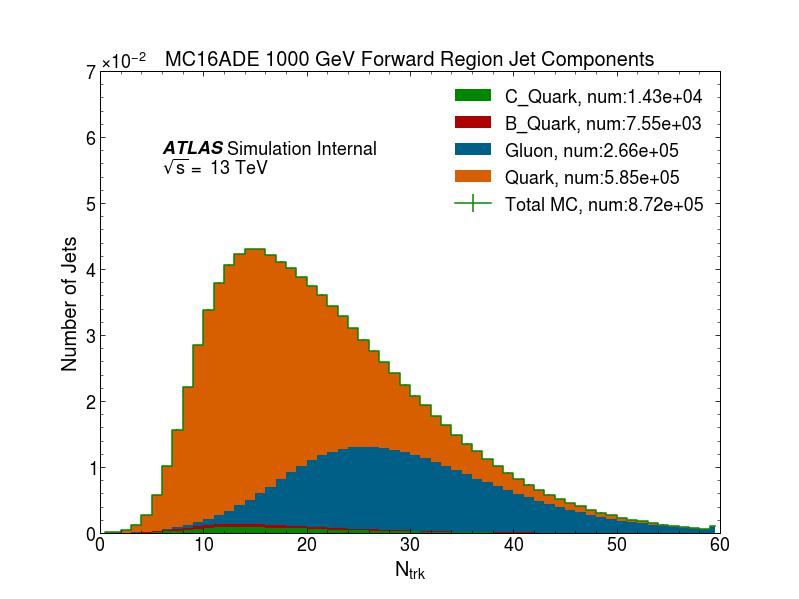 ×10−2
MC16ADE 1000 GeV Forward Region Jet Components
7
6
5
4
3
2
1
0
Number of Jets
ATLAS Simulation Internal
√s = 13 TeV
C_Quark, num:1.43e+04
B_Quark, num:7.55e+03
Gluon, num:2.66e+05
Quark, num:5.85e+05
Total MC, num:8.72e+05
0 10 20 30 40 50 60
Ntrk